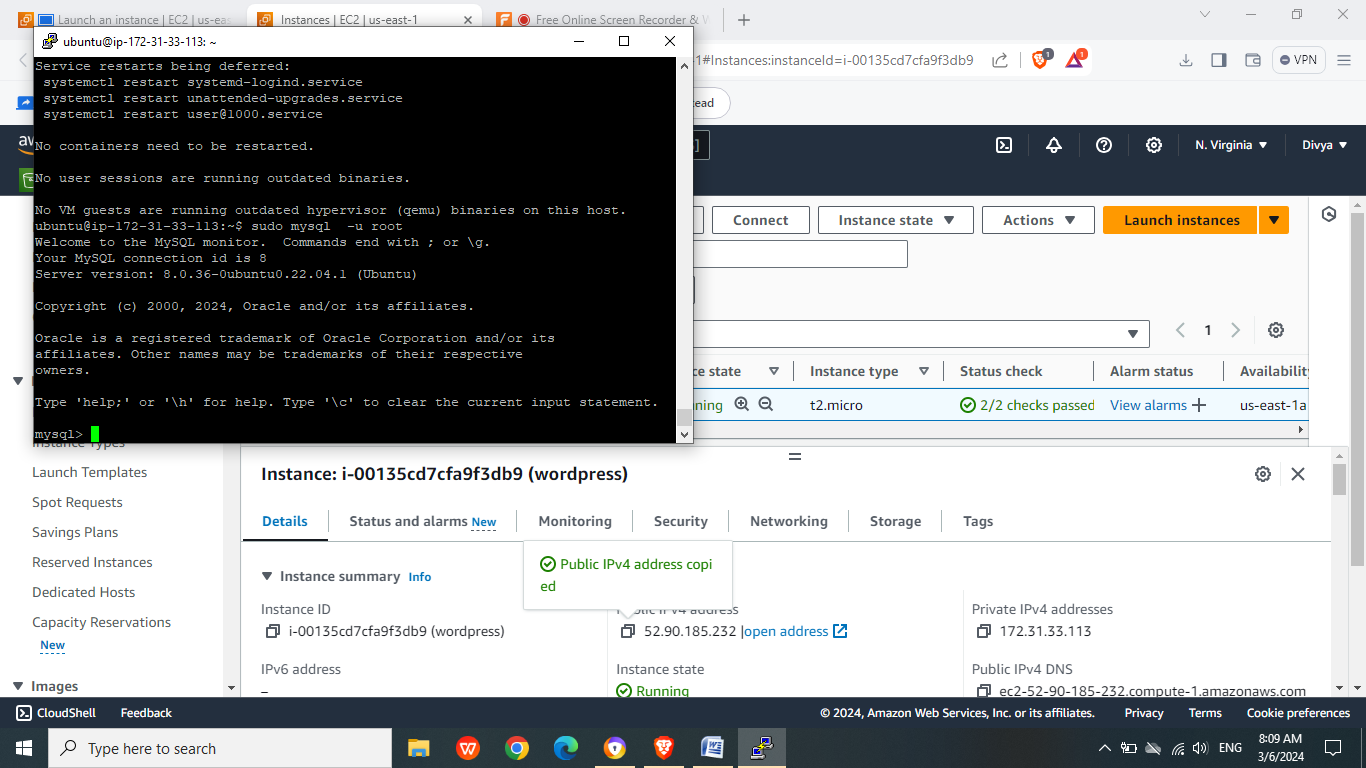 Launch an instance | EC2 | us-eas
Instances | EC2 | us-east-1
Free Online Screen Recorder &
ubuntu@ip-172-31-33-113: ~
1#Instances:instanceId=i-00135cd7cfa9f3db9
1
1
VPN
Service restarts being deferred:
systemctl restart systemd-logind.service
systemctl restart unattended-upgrades.service
systemctl restart user@1000.service
No containers need to be restarted.
No user sessions are running outdated binaries.
No VM guests are running outdated hypervisor (qemu) binaries on this host.
ubuntu@ip-172-31-33-113:~$ sudo mysql  -u root
Welcome to the MySQL monitor.  Commands end with ; or \g.
Your MySQL connection id is 8
Server version: 8.0.36-0ubuntu0.22.04.1 (Ubuntu)
Copyright (c) 2000, 2024, Oracle and/or its affiliates.
Oracle is a registered trademark of Oracle Corporation and/or its
affiliates. Other names may be trademarks of their respective
owners.
Type 'help;' or '\h' for help. Type '\c' to clear the current input statement.
mysql>
N. Virginia
Divya
Connect
Instance state
Actions
Launch instances
1
ce state
Instance type
Status check
Alarm status
Availability
ning
t2.micro
2/2 checks passed
View alarms
us-east-1a
Instance Types
Launch Templates
Spot Requests
Savings Plans
Reserved Instances
Dedicated Hosts
Capacity Reservations
New
Images
Instance: i-00135cd7cfa9f3db9 (wordpress)
Details
Status and alarms New
Monitoring
Security
Networking
Storage
Tags
Public IPv4 address copi
ed
Instance summary Info
Instance ID
i-00135cd7cfa9f3db9 (wordpress)
Public IPv4 address
52.90.185.232 |open address
Private IPv4 addresses
172.31.33.113
IPv6 address
–
Instance state
Running
Public IPv4 DNS
ec2-52-90-185-232.compute-1.amazonaws.com
CloudShell
Feedback
© 2024, Amazon Web Services, Inc. or its affiliates.
Privacy
Terms
Cookie preferences
Type here to search
ENG
8:09 AM
3/6/2024